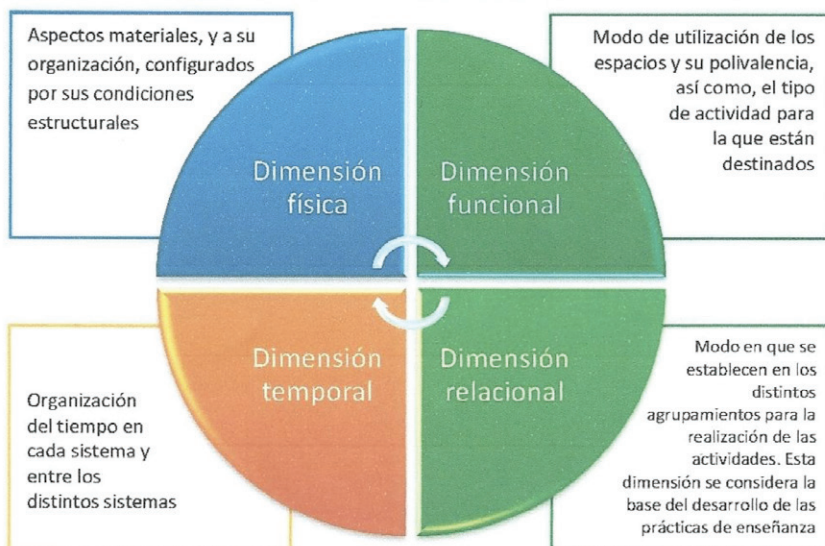 Aspectos materiales, y a su
organización, configurados
por sus condiciones
estructurales
Modo de utilización de los
espacios y su polivalencia,
así como, el tipo
de actividad para
la que están
destinados
Dimensión
física
Dimensión
funcional
Dimensión
temporal
Dimensión
relacional
Organización
del tiempo en
cada sistema y
entre los
distintos sistemas
Modo en que se
establecen en los
distintos
agrupamientos para la
realización de las
actividades. Esta
dimensión se considera la
base del desarrollo de las
prácticas de enseñanza